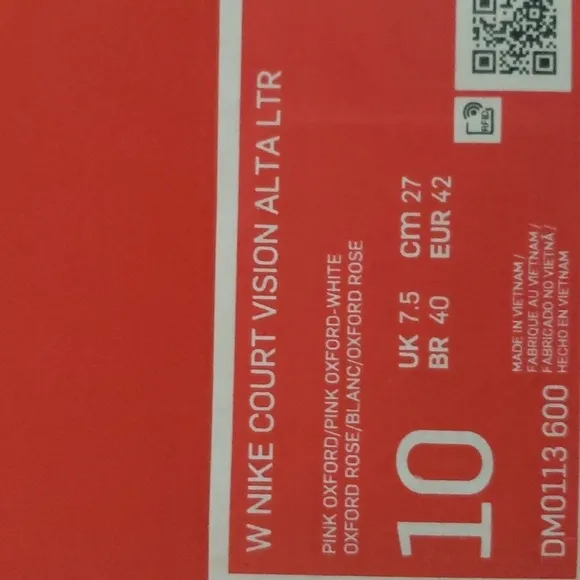 W NIKE COURT VISION ALTA LTR
PINK OXFORD/PINK OXFORD-WHITE
OXFORD ROSE/BLANC/OXFORD ROSE
10
UK 7.5 cm 27
BR 40 EUR 42
RFID
DM0113 600
MADE IN VIETNAM/
FABRIQUE AU VIETNAM/
FABRICADO NO VIETNÃ/
HECHO EN VIETNAM